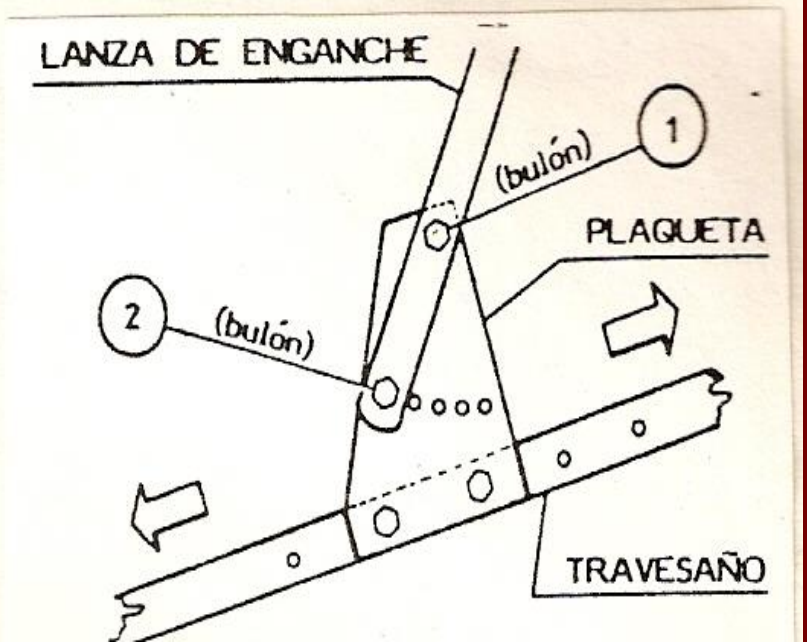 LANZA DE ENGANCHE
1
(bulón)
PLAQUETA
2
(bulón)
TRAVESAÑO